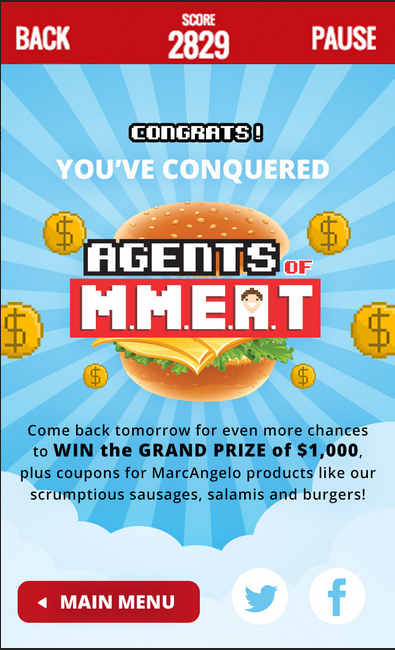 BACK
SCORE
2829
PAUSE
CONGRATS!
YOU'VE CONQUERED
AGENTS OF
M.M.E.A.T
Come back tomorrow for even more chances
to WIN the GRAND PRIZE of $1,000,
plus coupons for MarcAngelo products like our
scrumptious sausages, salamis and burgers!
MAIN MENU